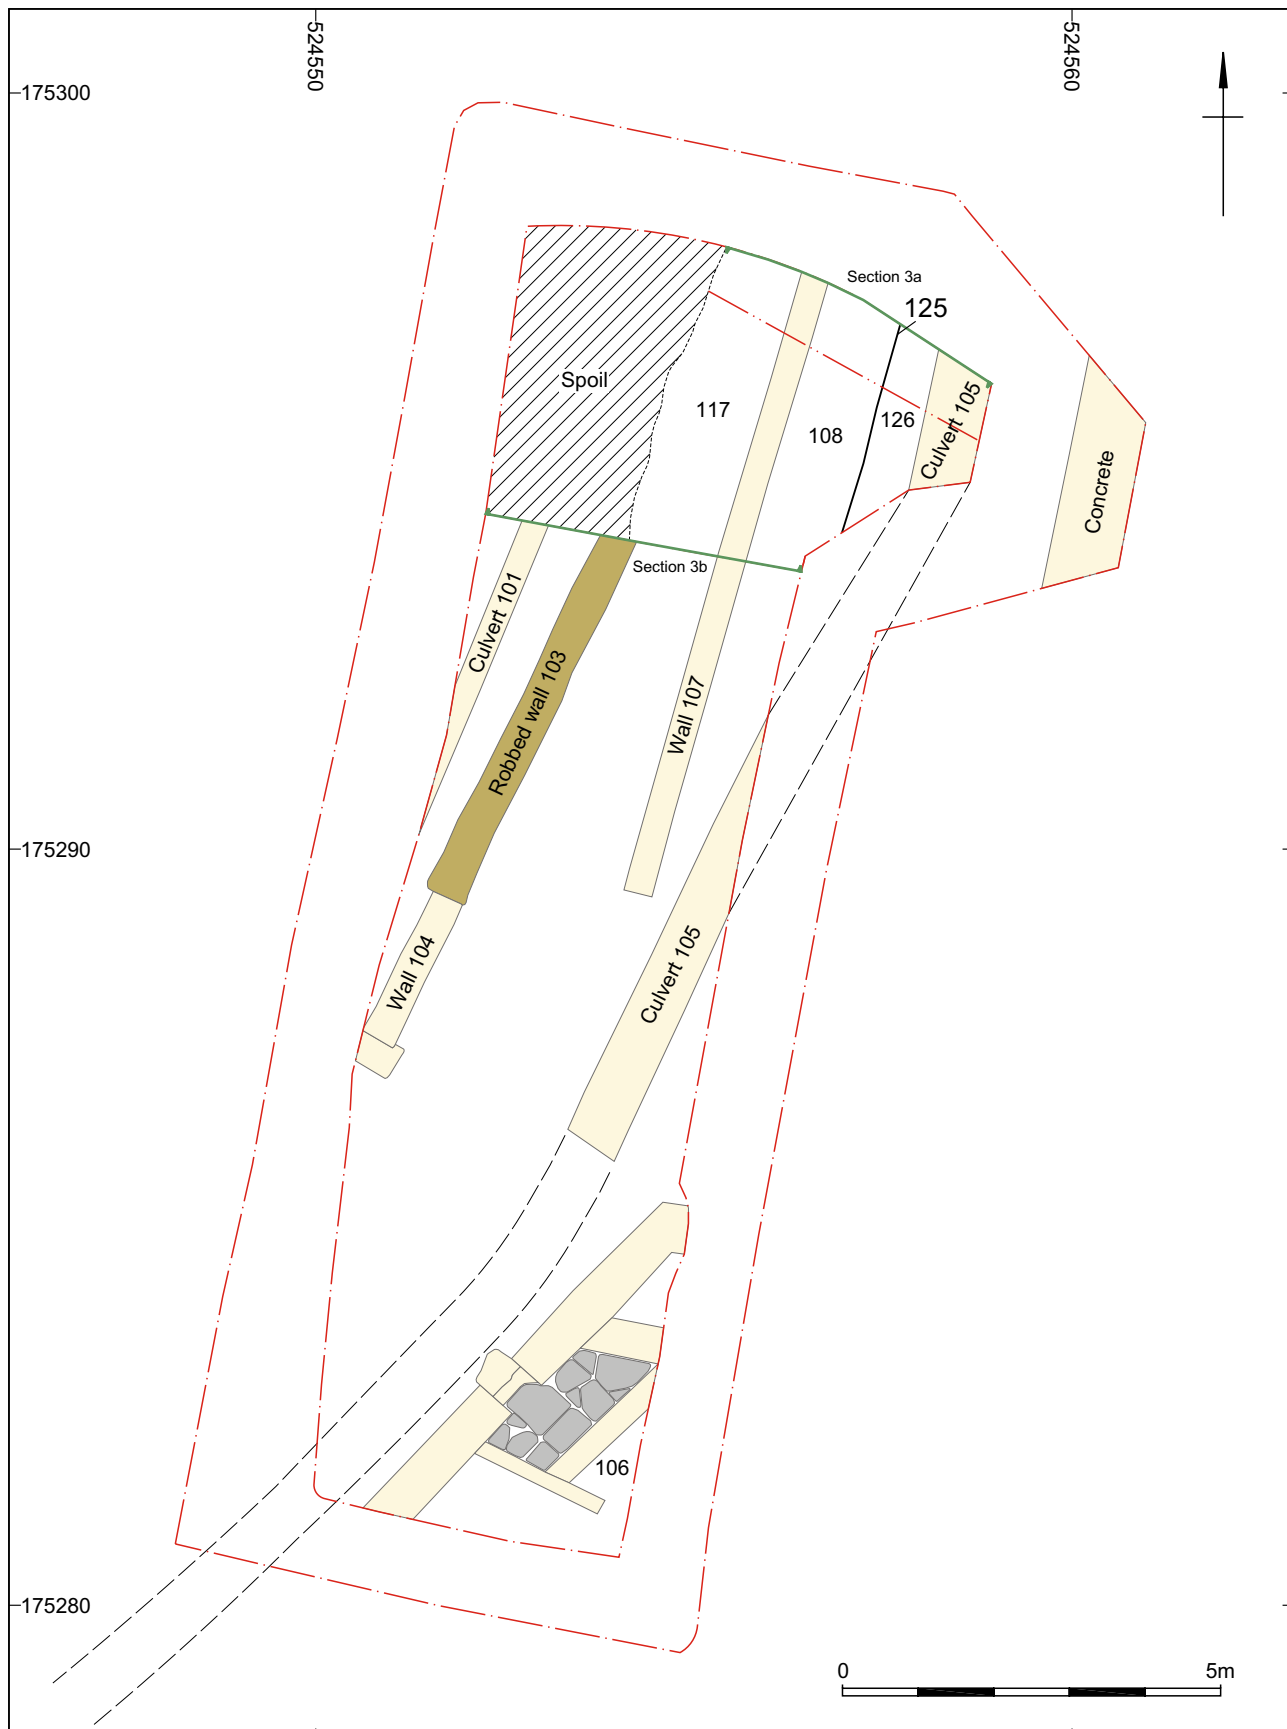 524550
524560
175300
Section 3a
125
Spoil
117
126
108
Culvert 105
Concrete
Section 3b
Culvert 101
Robbed wall 103
Wall 107
175290
Wall 104
Culvert 105
106
175280
0 5m